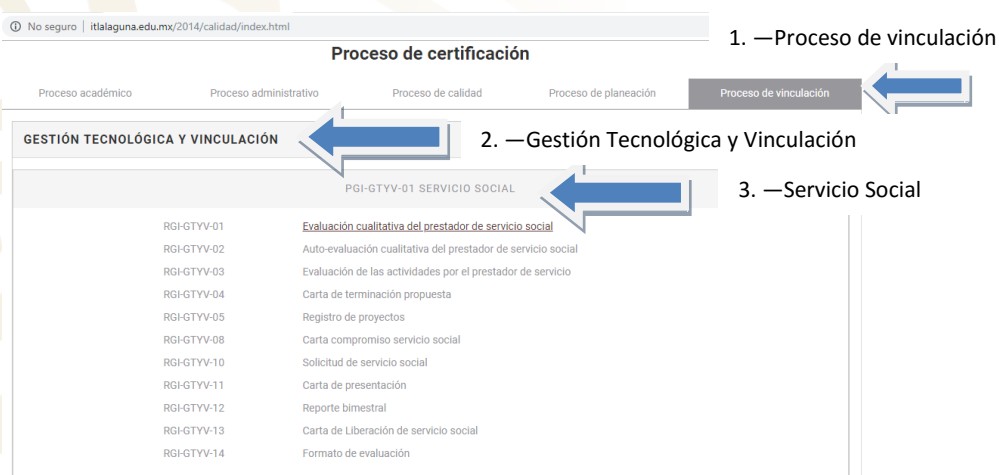 No seguro | itlalaguna.edu.mx/2014/calidad/index.html
Proceso de certificación
1. —Proceso de vinculación
Proceso académico Proceso administrativo Proceso de calidad Proceso de planeación Proceso de vinculación
GESTIÓN TECNOLÓGICA Y VINCULACIÓN
2. —Gestión Tecnológica y Vinculación
PGI-GTYV-01 SERVICIO SOCIAL
3. —Servicio Social
RGI-GTYV-01 Evaluación cualitativa del prestador de servicio social
RGI-GTYV-02 Auto-evaluación cualitativa del prestador de servicio social
RGI-GTYV-03 Evaluación de las actividades por el prestador de servicio
RGI-GTYV-04 Carta de terminación propuesta
RGI-GTYV-05 Registro de proyectos
RGI-GTYV-08 Carta compromiso servicio social
RGI-GTYV-10 Solicitud de servicio social
RGI-GTYV-11 Carta de presentación
RGI-GTYV-12 Reporte bimestral
RGI-GTYV-13 Carta de Liberación de servicio social
RGI-GTYV-14 Formato de evaluación